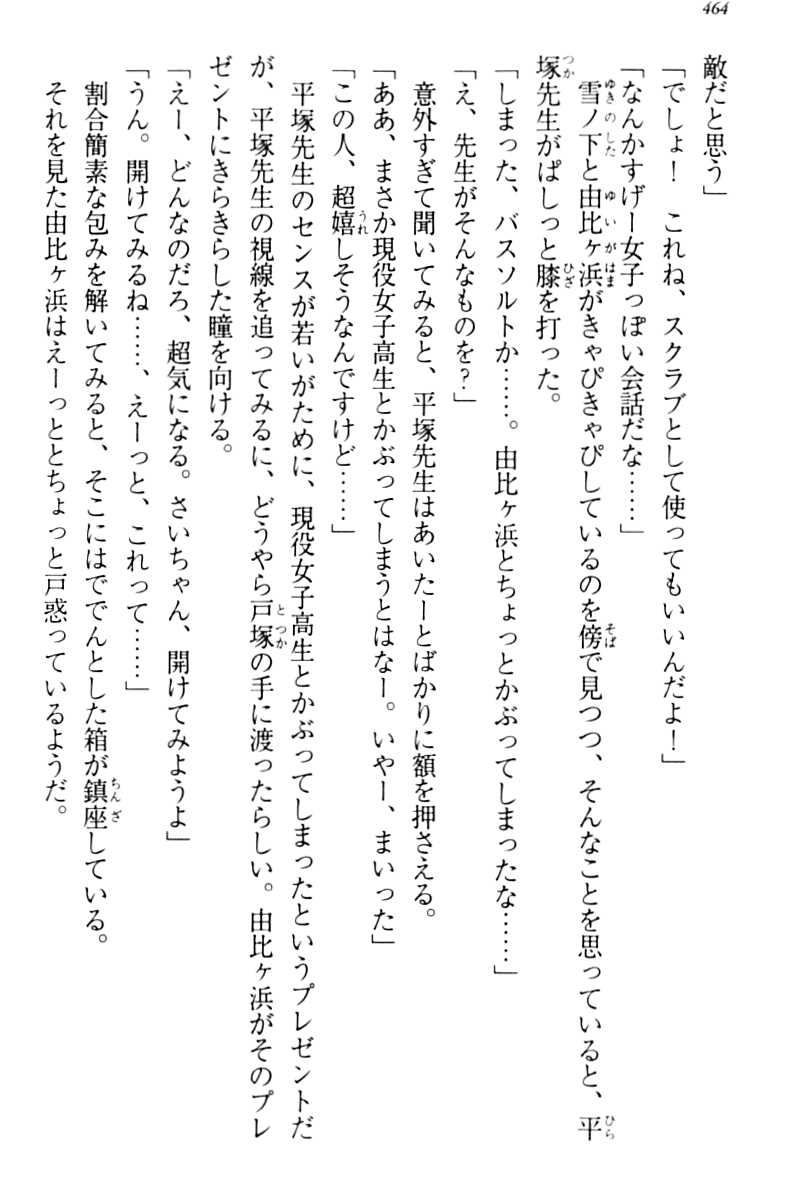 464
敵だと思う」
「でしょ！　これね、スクラブとして使ってもいいんだよ！」
「なんかすげー女子っぽい会話だな……」
雪ノ下と由比ヶ浜がきゃぴきゃぴしているのを傍で見つつ、そんなことを思っていると、平
塚先生がぱしっと膝を打った。
「しまった、バスソルトか……。由比ヶ浜とちょっとかぶってしまったな……」
「え、先生がそんなものを？」
意外すぎて聞いてみると、平塚先生はあいたーとばかりに額を押さえる。
「ああ、まさか現役女子高生とかぶってしまうとはなー。いやー、まいった」
「この人、超嬉しそうなんですけど……」
平塚先生のセンスが若いがために、現役女子高生とかぶってしまったというプレゼントだ
が、平塚先生の視線を追ってみるに、どうやら戸塚の手に渡ったらしい。由比ヶ浜がそのプレ
ゼントにきらきらした瞳を向ける。
「えー、どんなのだろ、超気になる。さいちゃん、開けてみようよ」
「うん。開けてみるね……、えーっと、これって……」
割合簡素な包みを解いてみると、そこにはででんとした箱が鎮座している。
それを見た由比ヶ浜はえーっととちょっと戸惑っているようだ。